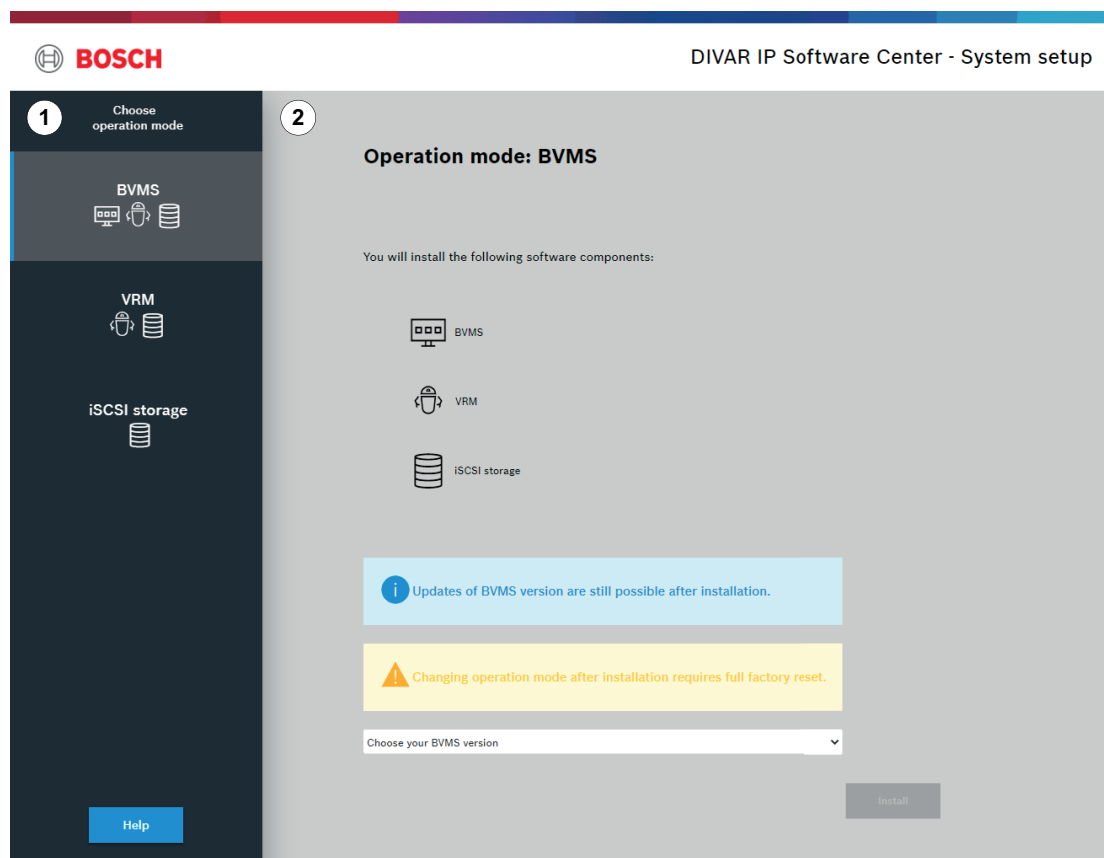 BOSCH
DIVAR IP Software Center - System setup
1
Choose
operation mode
BVMS
VRM
iSCSI storage
Help
2
Operation mode: BVMS
You will install the following software components:
BVMS
VRM
iSCSI storage
i
Updates of BVMS version are still possible after installation.
Changing operation mode after installation requires full factory reset.
Choose your BVMS version
Install